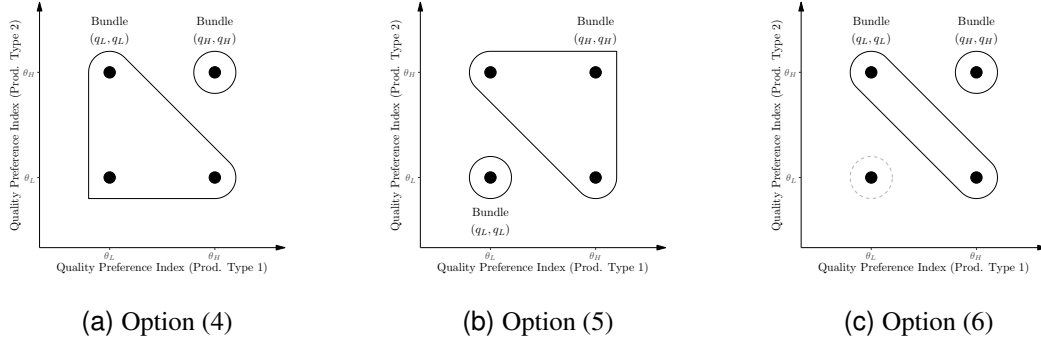 Quality Preference Index (Prod. Type 2)
Bundle
(q_L, q_L)
Bundle
(q_H, q_H)
θ_H
θ_L
θ_L
θ_H
Quality Preference Index (Prod. Type 1)
(a) Option (4)
Quality Preference Index (Prod. Type 2)
Bundle
(q_H, q_H)
θ_H
θ_L
Bundle
(q_L, q_L)
θ_L
θ_H
Quality Preference Index (Prod. Type 1)
(b) Option (5)
Quality Preference Index (Prod. Type 2)
Bundle
(q_L, q_L)
Bundle
(q_H, q_H)
θ_H
θ_L
θ_L
θ_H
Quality Preference Index (Prod. Type 1)
(c) Option (6)